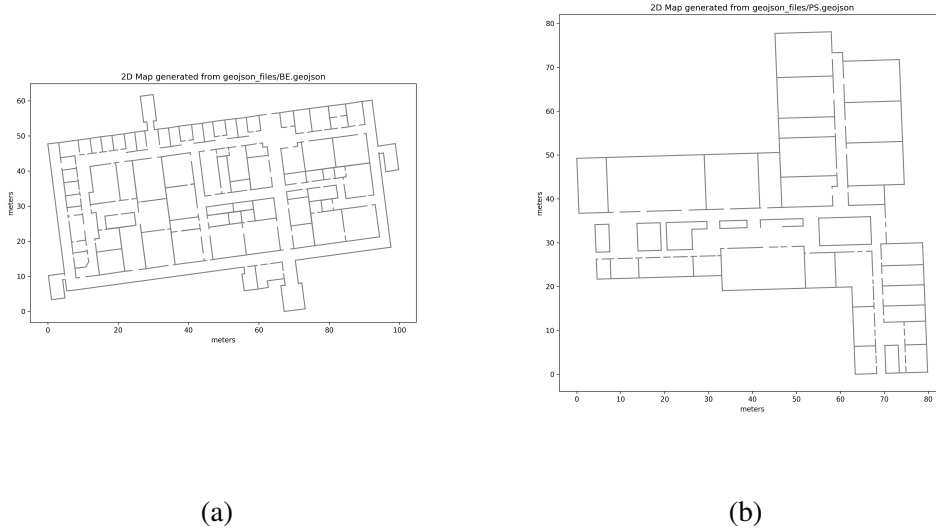 2D Map generated from geojson_files/BE.geojson
60
50
40
30
20
10
0
meters
0 20 40 60 80 100
meters
(a)
2D Map generated from geojson_files/PS.geojson
80
70
60
50
40
30
20
10
0
meters
0 10 20 30 40 50 60 70 80
meters
(b)